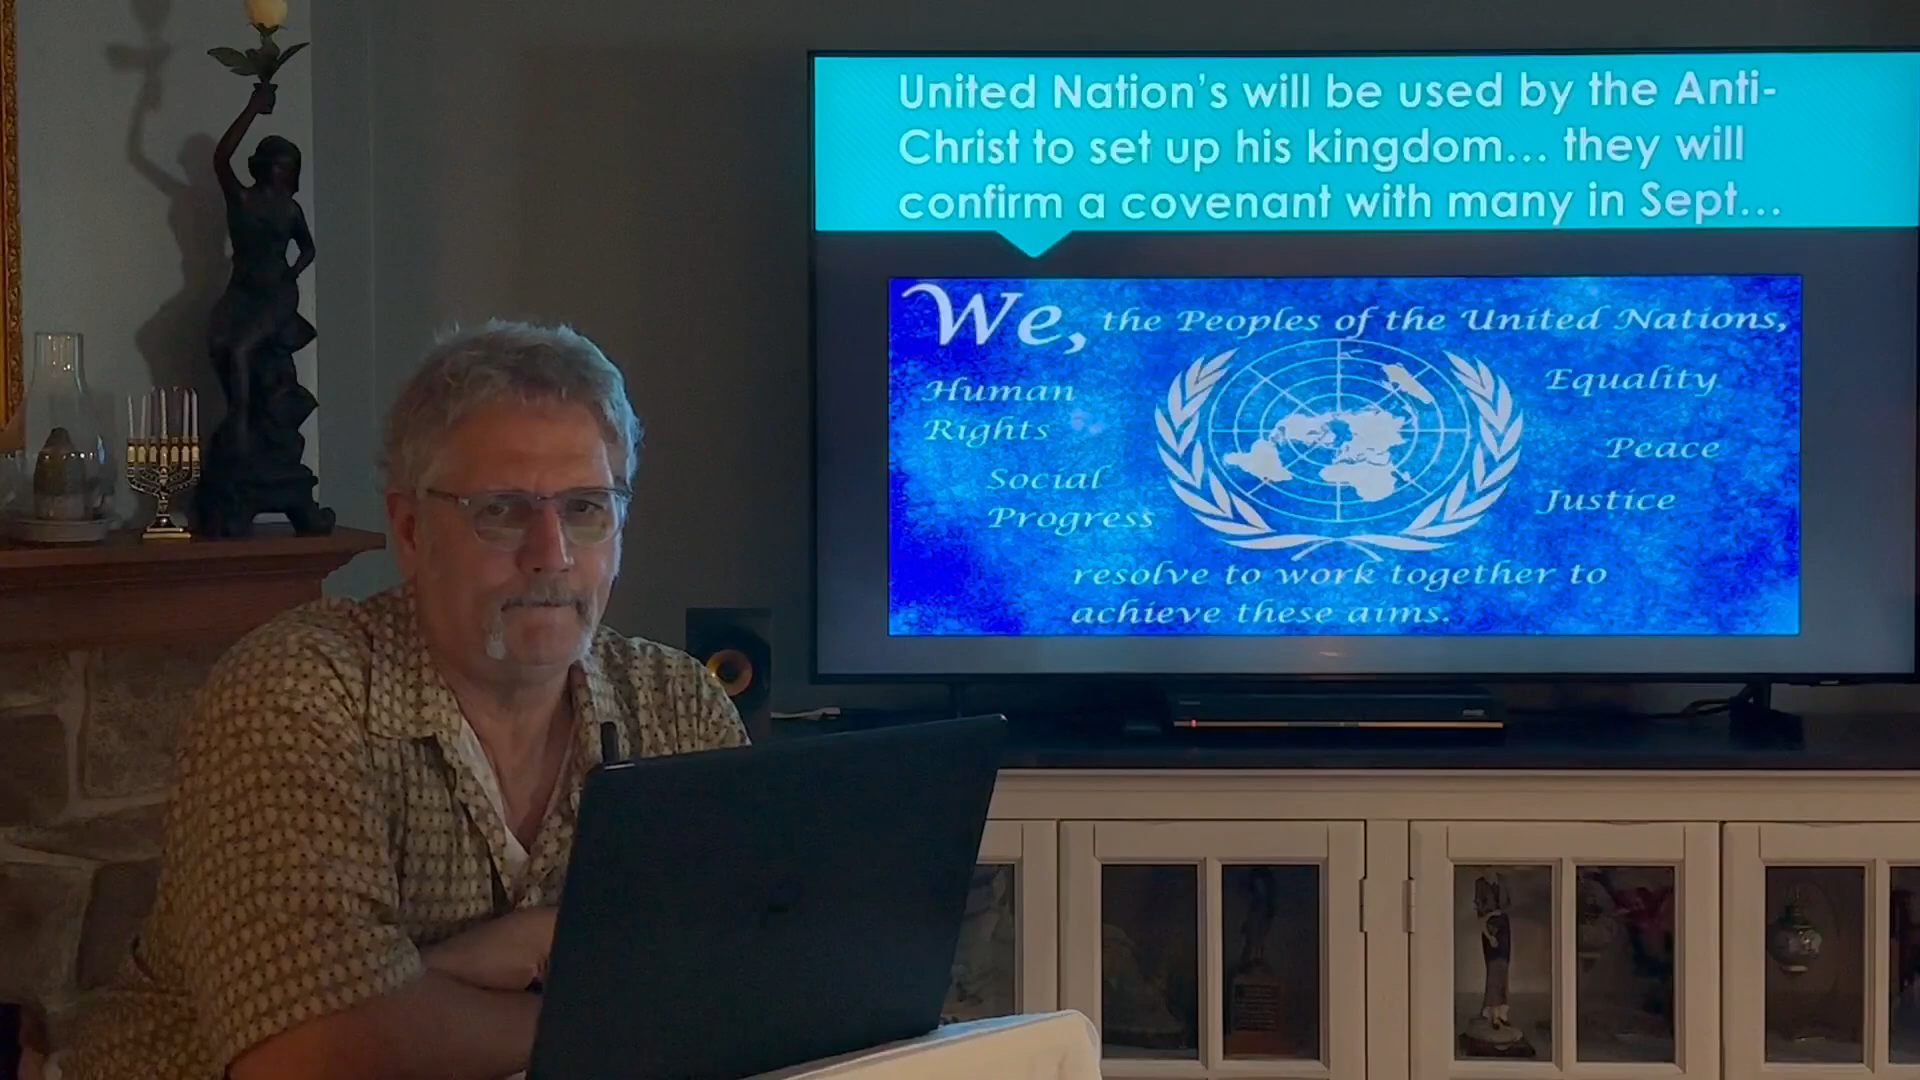 United Nation's will be used by the Anti-
Christ to set up his kingdom... they will
confirm a covenant with many in Sept...
We, the Peoples of the United Nations,
Human
Rights
Social
Progress
Equality
Peace
Justice
resolve to work together to
achieve these aims.